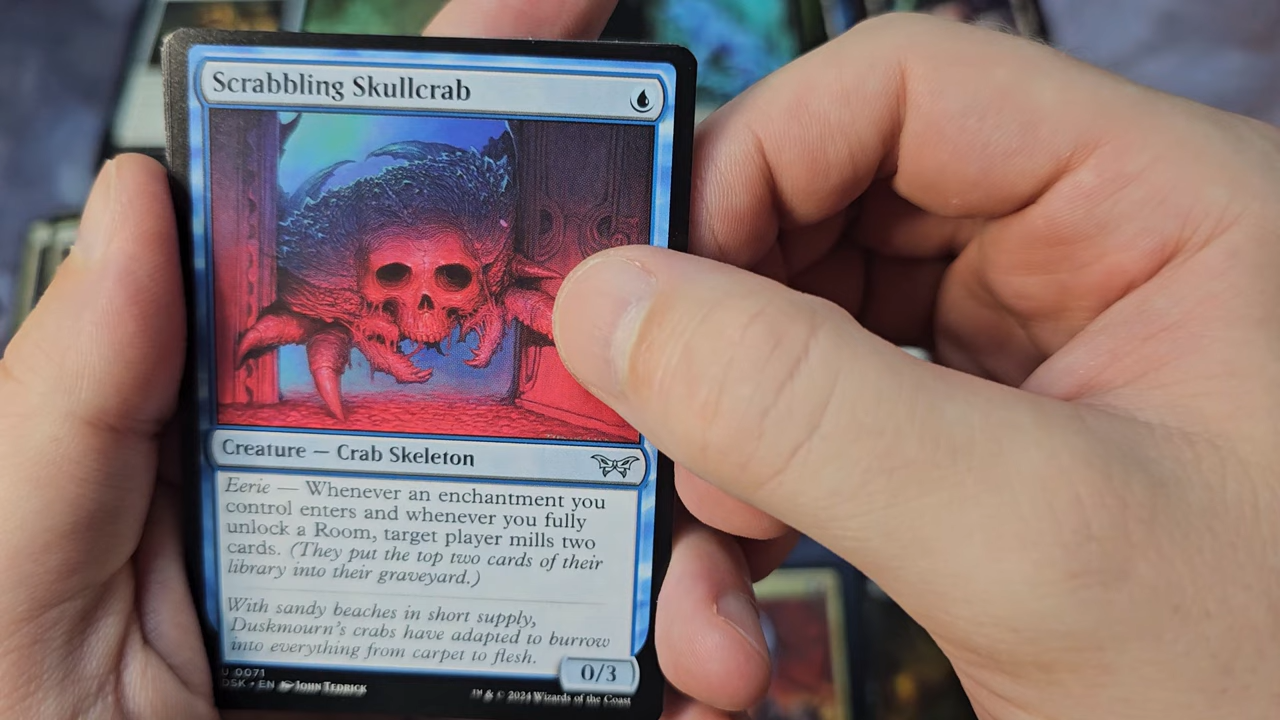 Scrabbling Skullcrab
Creature — Crab Skeleton
Eerie — Whenever an enchantment you
control enters and whenever you fully
unlock a Room, target player mills two
cards. (They put the top two cards of their
library into their graveyard.)
With sandy beaches in short supply,
Duskmourn's crabs have adapted to burrow
into everything from carpet to flesh.
0/3
U 0071
DSK • EN John Tedrick
™ & © 2024 Wizards of the Coast